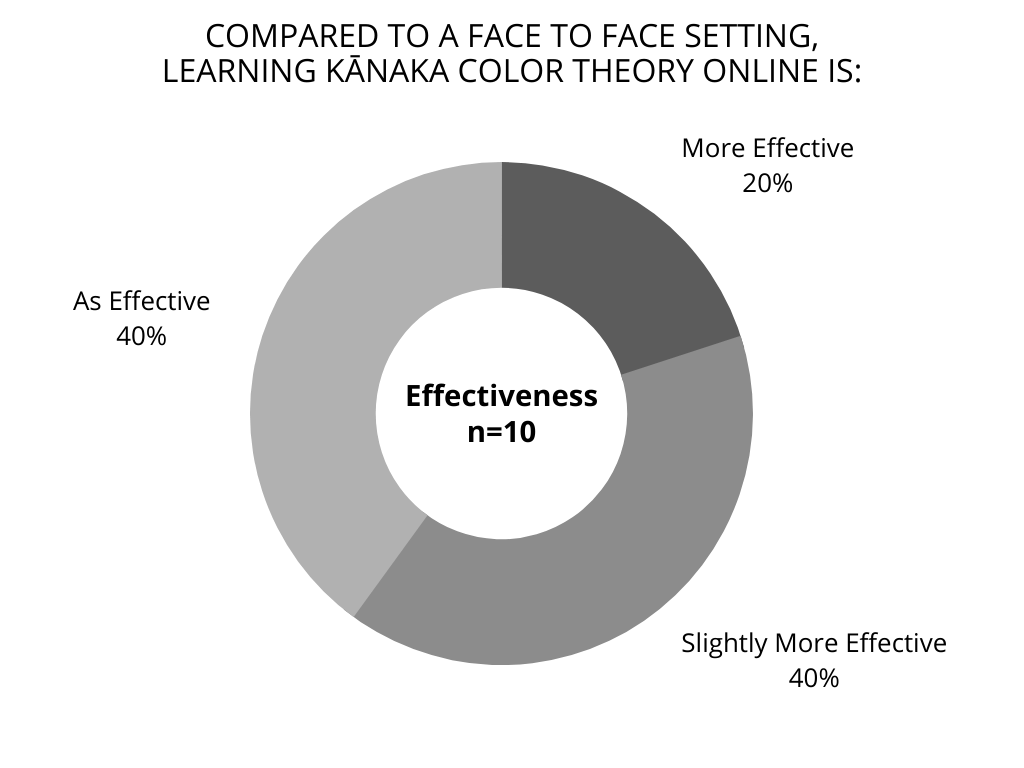 COMPARED TO A FACE TO FACE SETTING,
LEARNING KĀNAKA COLOR THEORY ONLINE IS:
More Effective
20%
As Effective
40%
Effectiveness
n=10
Slightly More Effective
40%